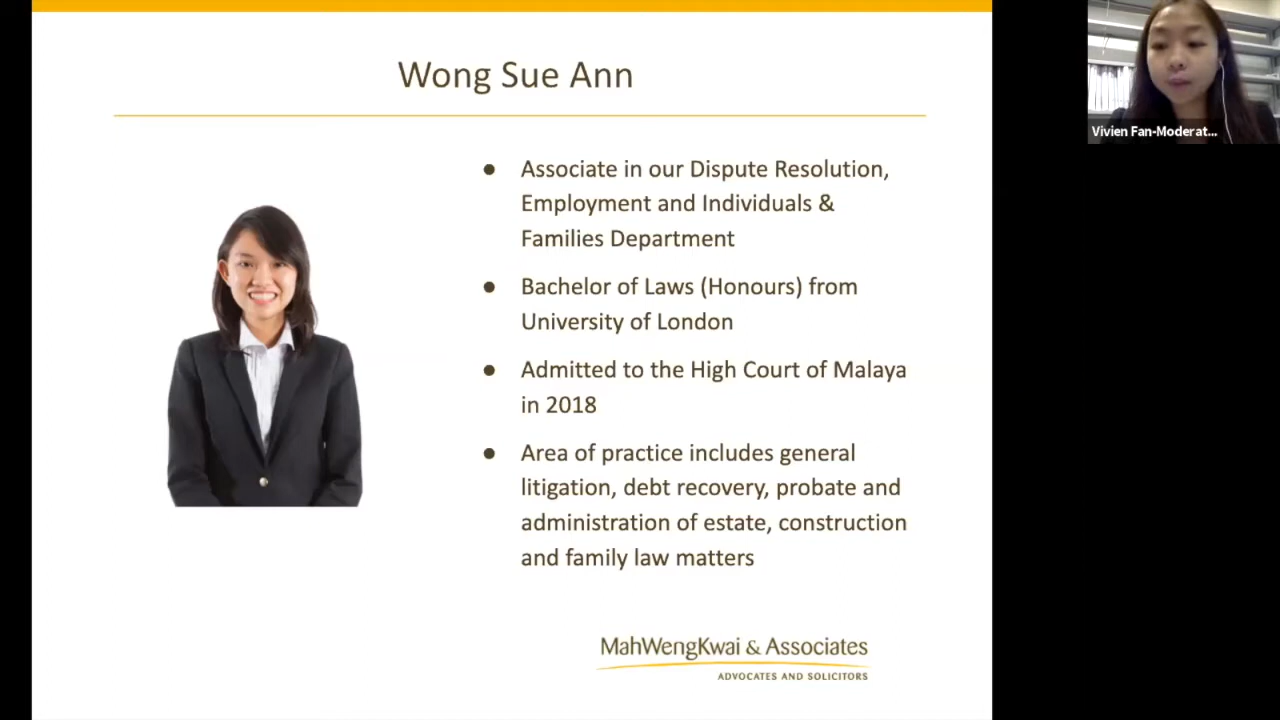 Wong Sue Ann
● Associate in our Dispute Resolution,
Employment and Individuals &
Families Department
● Bachelor of Laws (Honours) from
University of London
● Admitted to the High Court of Malaya
in 2018
● Area of practice includes general
litigation, debt recovery, probate and
administration of estate, construction
and family law matters
MahWengKwai & Associates
ADVOCATES AND SOLICITORS
Vivien Fan-Moderat...